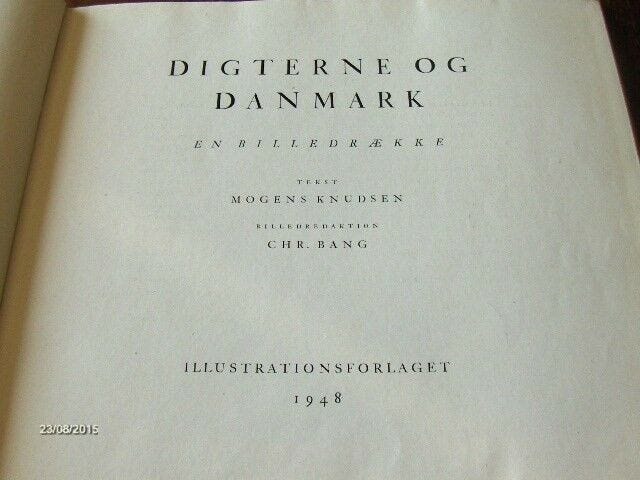 DIGTERNE OG
DANMARK
EN BILLEDRÆKKE
TEKST
MOGENS KNUDSEN
BILLEDREDAKTION
CHR. BANG
ILLUSTRATIONSFORLAGET
1948
23/08/2015